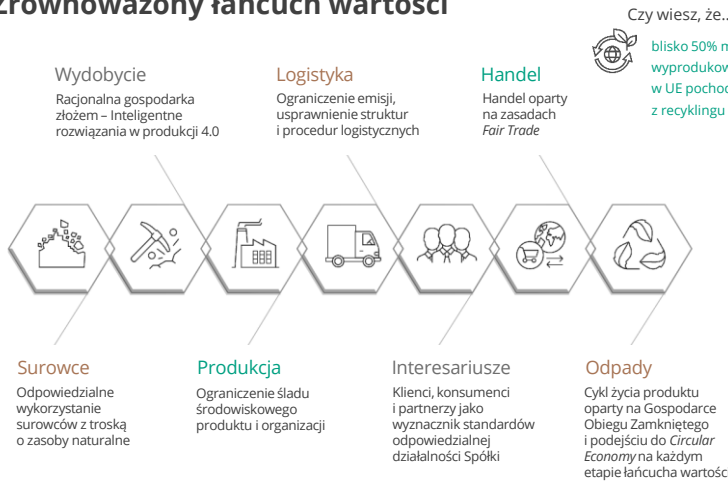 Zrównoważony łańcuch wartości
Czy wiesz, że...
blisko 50% m
wyprodukow
w UE pochod
z recyklingu
Wydobycie
Racjonalna gospodarka
złożem – Inteligentne
rozwiązania w produkcji 4.0
Logistyka
Ograniczenie emisji,
usprawnienie struktur
i procedur logistycznych
Handel
Handel oparty
na zasadach
Fair Trade
Surowce
Odpowiedzialne
wykorzystanie
surowców z troską
o zasoby naturalne
Produkcja
Ograniczenie śladu
środowiskowego
produktu i organizacji
Interesariusze
Klienci, konsumenci
i partnerzy jako
wyznacznik standardów
odpowiedzialnej
działalności Spółki
Odpady
Cykl życia produktu
oparty na Gospodarce
Obiegu Zamkniętego
i podejściu do Circular
Economy na każdym
etapie łańcucha wartości